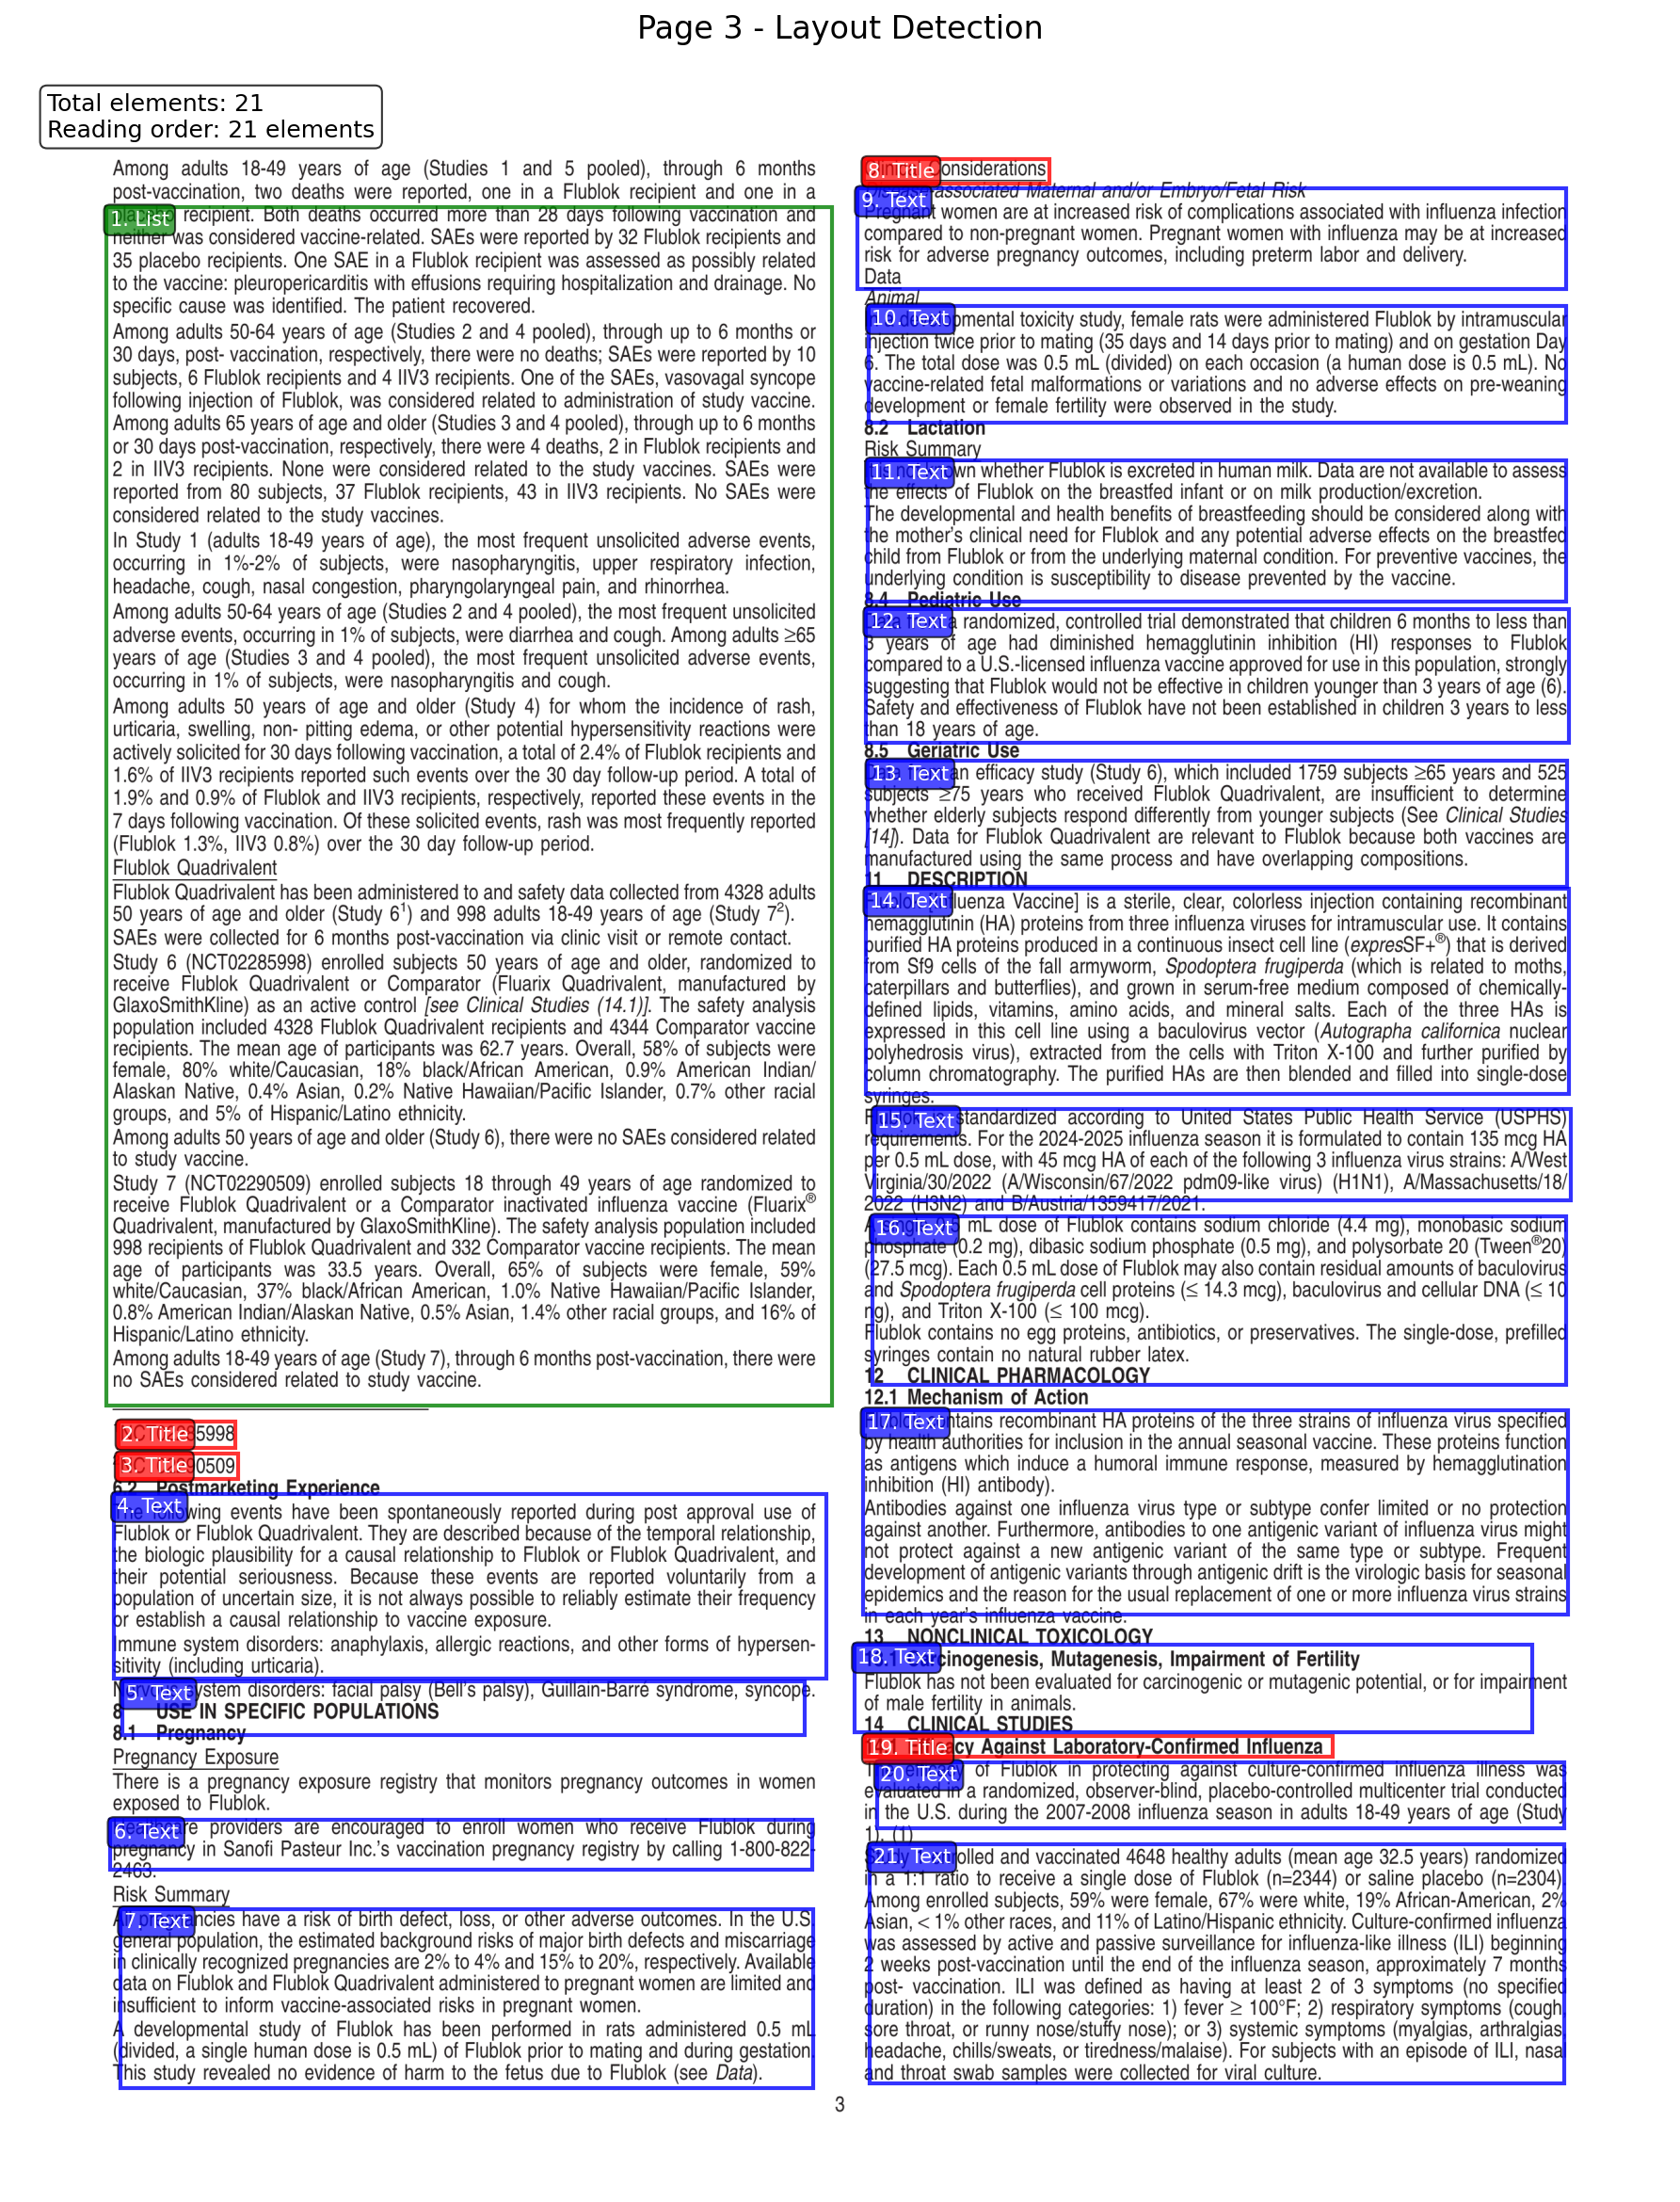 Page 3 - Layout Detection
Total elements: 21
Reading order: 21 elements
Among adults 18-49 years of age (Studies 1 and 5 pooled), through 6 months
post-vaccination, two deaths were reported, one in a Flublok recipient and one in a
1. List
recipient. Both deaths occurred more than 28 days following vaccination and
neither was considered vaccine-related. SAEs were reported by 32 Flublok recipients and
35 placebo recipients. One SAE in a Flublok recipient was assessed as possibly related
to the vaccine: pleuropericarditis with effusions requiring hospitalization and drainage. No
specific cause was identified. The patient recovered.
Among adults 50-64 years of age (Studies 2 and 4 pooled), through up to 6 months or
30 days, post- vaccination, respectively, there were no deaths; SAEs were reported by 10
subjects, 6 Flublok recipients and 4 IIV3 recipients. One of the SAEs, vasovagal syncope
following injection of Flublok, was considered related to administration of study vaccine.
Among adults 65 years of age and older (Studies 3 and 4 pooled), through up to 6 months
or 30 days post-vaccination, respectively, there were 4 deaths, 2 in Flublok recipients and
2 in IIV3 recipients. None were considered related to the study vaccines. SAEs were
reported from 80 subjects, 37 Flublok recipients, 43 in IIV3 recipients. No SAEs were
considered related to the study vaccines.
In Study 1 (adults 18-49 years of age), the most frequent unsolicited adverse events,
occurring in 1%-2% of subjects, were nasopharyngitis, upper respiratory infection,
headache, cough, nasal congestion, pharyngolaryngeal pain, and rhinorrhea.
Among adults 50-64 years of age (Studies 2 and 4 pooled), the most frequent unsolicited
adverse events, occurring in 1% of subjects, were diarrhea and cough. Among adults ≥65
years of age (Studies 3 and 4 pooled), the most frequent unsolicited adverse events,
occurring in 1% of subjects, were nasopharyngitis and cough.
Among adults 50 years of age and older (Study 4) for whom the incidence of rash,
urticaria, swelling, non- pitting edema, or other potential hypersensitivity reactions were
actively solicited for 30 days following vaccination, a total of 2.4% of Flublok recipients and
1.6% of IIV3 recipients reported such events over the 30 day follow-up period. A total of
1.9% and 0.9% of Flublok and IIV3 recipients, respectively, reported these events in the
7 days following vaccination. Of these solicited events, rash was most frequently reported
(Flublok 1.3%, IIV3 0.8%) over the 30 day follow-up period.
Flublok Quadrivalent
Flublok Quadrivalent has been administered to and safety data collected from 4328 adults
50 years of age and older (Study 6¹) and 998 adults 18-49 years of age (Study 7²).
SAEs were collected for 6 months post-vaccination via clinic visit or remote contact.
Study 6 (NCT02285998) enrolled subjects 50 years of age and older, randomized to
receive Flublok Quadrivalent or Comparator (Fluarix Quadrivalent, manufactured by
GlaxoSmithKline) as an active control [see Clinical Studies (14.1)]. The safety analysis
population included 4328 Flublok Quadrivalent recipients and 4344 Comparator vaccine
recipients. The mean age of participants was 62.7 years. Overall, 58% of subjects were
female, 80% white/Caucasian, 18% black/African American, 0.9% American Indian/
Alaskan Native, 0.4% Asian, 0.2% Native Hawaiian/Pacific Islander, 0.7% other racial
groups, and 5% of Hispanic/Latino ethnicity.
Among adults 50 years of age and older (Study 6), there were no SAEs considered related
to study vaccine.
Study 7 (NCT02290509) enrolled subjects 18 through 49 years of age randomized to
receive Flublok Quadrivalent or a Comparator inactivated influenza vaccine (Fluarix®
Quadrivalent, manufactured by GlaxoSmithKline). The safety analysis population included
998 recipients of Flublok Quadrivalent and 332 Comparator vaccine recipients. The mean
age of participants was 33.5 years. Overall, 65% of subjects were female, 59%
white/Caucasian, 37% black/African American, 1.0% Native Hawaiian/Pacific Islander,
0.8% American Indian/Alaskan Native, 0.5% Asian, 1.4% other racial groups, and 16% of
Hispanic/Latino ethnicity.
Among adults 18-49 years of age (Study 7), through 6 months post-vaccination, there were
no SAEs considered related to study vaccine.
2. Title
5998
3. Title
0509
6.2 Postmarketing Experience
4. Text
events have been spontaneously reported during post approval use of
Flublok or Flublok Quadrivalent. They are described because of the temporal relationship,
the biologic plausibility for a causal relationship to Flublok or Flublok Quadrivalent, and
their potential seriousness. Because these events are reported voluntarily from a
population of uncertain size, it is not always possible to reliably estimate their frequency
or establish a causal relationship to vaccine exposure.
Immune system disorders: anaphylaxis, allergic reactions, and other forms of hypersen-
sitivity (including urticaria).
5. Text
system disorders: facial palsy (Bell's palsy), Guillain-Barré syndrome, syncope.
8 USE IN SPECIFIC POPULATIONS
8.1 Pregnancy
Pregnancy Exposure
There is a pregnancy exposure registry that monitors pregnancy outcomes in women
exposed to Flublok.
6. Text
providers are encouraged to enroll women who receive Flublok during
pregnancy in Sanofi Pasteur Inc.'s vaccination pregnancy registry by calling 1-800-822-
2463.
Risk Summary
7. Text
have a risk of birth defect, loss, or other adverse outcomes. In the U.S.
general population, the estimated background risks of major birth defects and miscarriage
in clinically recognized pregnancies are 2% to 4% and 15% to 20%, respectively. Available
data on Flublok and Flublok Quadrivalent administered to pregnant women are limited and
insufficient to inform vaccine-associated risks in pregnant women.
A developmental study of Flublok has been performed in rats administered 0.5 mL
(divided, a single human dose is 0.5 mL) of Flublok prior to mating and during gestation.
This study revealed no evidence of harm to the fetus due to Flublok (see Data).
8. Title
Considerations
9. Text
Disease-associated Maternal and/or Embryo/Fetal Risk
Pregnant women are at increased risk of complications associated with influenza infection
compared to non-pregnant women. Pregnant women with influenza may be at increased
risk for adverse pregnancy outcomes, including preterm labor and delivery.
Data
Animal
10. Text
developmental toxicity study, female rats were administered Flublok by intramuscular
injection twice prior to mating (35 days and 14 days prior to mating) and on gestation Day
6. The total dose was 0.5 mL (divided) on each occasion (a human dose is 0.5 mL). No
vaccine-related fetal malformations or variations and no adverse effects on pre-weaning
development or female fertility were observed in the study.
8.2 Lactation
Risk Summary
11. Text
whether Flublok is excreted in human milk. Data are not available to assess
the effects of Flublok on the breastfed infant or on milk production/excretion.
The developmental and health benefits of breastfeeding should be considered along with
the mother's clinical need for Flublok and any potential adverse effects on the breastfed
child from Flublok or from the underlying maternal condition. For preventive vaccines, the
underlying condition is susceptibility to disease prevented by the vaccine.
8.4 Pediatric Use
12. Text
a randomized, controlled trial demonstrated that children 6 months to less than
3 years of age had diminished hemagglutinin inhibition (HI) responses to Flublok
compared to a U.S.-licensed influenza vaccine approved for use in this population, strongly
suggesting that Flublok would not be effective in children younger than 3 years of age (6).
Safety and effectiveness of Flublok have not been established in children 3 years to less
than 18 years of age.
8.5 Geriatric Use
13. Text
an efficacy study (Study 6), which included 1759 subjects ≥65 years and 525
subjects ≥75 years who received Flublok Quadrivalent, are insufficient to determine
whether elderly subjects respond differently from younger subjects (See Clinical Studies
[14]). Data for Flublok Quadrivalent are relevant to Flublok because both vaccines are
manufactured using the same process and have overlapping compositions.
11 DESCRIPTION
14. Text
[Influenza Vaccine] is a sterile, clear, colorless injection containing recombinant
hemagglutinin (HA) proteins from three influenza viruses for intramuscular use. It contains
purified HA proteins produced in a continuous insect cell line (expresSF+®) that is derived
from Sf9 cells of the fall armyworm, Spodoptera frugiperda (which is related to moths,
caterpillars and butterflies), and grown in serum-free medium composed of chemically-
defined lipids, vitamins, amino acids, and mineral salts. Each of the three HAs is
expressed in this cell line using a baculovirus vector (Autographa californica nuclear
polyhedrosis virus), extracted from the cells with Triton X-100 and further purified by
column chromatography. The purified HAs are then blended and filled into single-dose
syringes.
15. Text
standardized according to United States Public Health Service (USPHS)
requirements. For the 2024-2025 influenza season it is formulated to contain 135 mcg HA
per 0.5 mL dose, with 45 mcg HA of each of the following 3 influenza virus strains: A/West
Virginia/30/2022 (A/Wisconsin/67/2022 pdm09-like virus) (H1N1), A/Massachusetts/18/
2022 (H3N2) and B/Austria/1359417/2021.
16. Text
mL dose of Flublok contains sodium chloride (4.4 mg), monobasic sodium
phosphate (0.2 mg), dibasic sodium phosphate (0.5 mg), and polysorbate 20 (Tween®20)
(27.5 mcg). Each 0.5 mL dose of Flublok may also contain residual amounts of baculovirus
and Spodoptera frugiperda cell proteins (≤ 14.3 mcg), baculovirus and cellular DNA (≤ 10
ng), and Triton X-100 (≤ 100 mcg).
Flublok contains no egg proteins, antibiotics, or preservatives. The single-dose, prefilled
syringes contain no natural rubber latex.
12 CLINICAL PHARMACOLOGY
12.1 Mechanism of Action
17. Text
contains recombinant HA proteins of the three strains of influenza virus specified
by health authorities for inclusion in the annual seasonal vaccine. These proteins function
as antigens which induce a humoral immune response, measured by hemagglutination
inhibition (HI) antibody).
Antibodies against one influenza virus type or subtype confer limited or no protection
against another. Furthermore, antibodies to one antigenic variant of influenza virus might
not protect against a new antigenic variant of the same type or subtype. Frequent
development of antigenic variants through antigenic drift is the virologic basis for seasonal
epidemics and the reason for the usual replacement of one or more influenza virus strains
in each year's influenza vaccine.
13 NONCLINICAL TOXICOLOGY
18. Text
Carcinogenesis, Mutagenesis, Impairment of Fertility
Flublok has not been evaluated for carcinogenic or mutagenic potential, or for impairment
of male fertility in animals.
14 CLINICAL STUDIES
19. Title
Efficacy Against Laboratory-Confirmed Influenza
20. Text
of Flublok in protecting against culture-confirmed influenza illness was
evaluated in a randomized, observer-blind, placebo-controlled multicenter trial conducted
in the U.S. during the 2007-2008 influenza season in adults 18-49 years of age (Study
1). (1)
21. Text
enrolled and vaccinated 4648 healthy adults (mean age 32.5 years) randomized
in a 1:1 ratio to receive a single dose of Flublok (n=2344) or saline placebo (n=2304).
Among enrolled subjects, 59% were female, 67% were white, 19% African-American, 2%
Asian, < 1% other races, and 11% of Latino/Hispanic ethnicity. Culture-confirmed influenza
was assessed by active and passive surveillance for influenza-like illness (ILI) beginning
2 weeks post-vaccination until the end of the influenza season, approximately 7 months
post- vaccination. ILI was defined as having at least 2 of 3 symptoms (no specified
duration) in the following categories: 1) fever ≥ 100°F; 2) respiratory symptoms (cough,
sore throat, or runny nose/stuffy nose); or 3) systemic symptoms (myalgias, arthralgias,
headache, chills/sweats, or tiredness/malaise). For subjects with an episode of ILI, nasal
and throat swab samples were collected for viral culture.
3